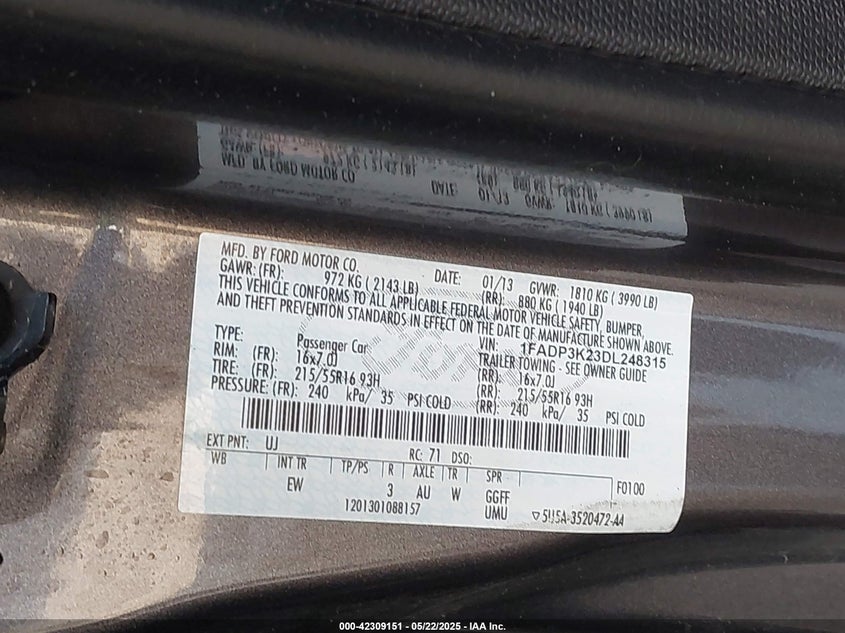 MFD. BY FORD MOTOR CO. DATE: 01/13 GVWR: 1810 KG ( 3990 LB)
GAWR: (FR): 972 KG ( 2143 LB) (RR): 880 KG ( 1940 LB)
THIS VEHICLE CONFORMS TO ALL APPLICABLE FEDERAL MOTOR VEHICLE SAFETY, BUMPER,
AND THEFT PREVENTION STANDARDS IN EFFECT ON THE DATE OF MANUFACTURE SHOWN ABOVE.
VIN: 1FADP3K23DL248315
TYPE: Passenger Car TRAILER TOWING - SEE OWNER GUIDE
RIM: (FR): 16x7.0J (RR): 16x7.0J
TIRE: (FR): 215/55R16 93H (RR): 215/55R16 93H
PRESSURE: (FR): 240 kPa/ 35 PSI COLD (RR): 240 kPa/ 35 PSI COLD
EXT PNT: UJ RC: 71 DSO:
WB INT TR TP/PS R AXLE TR SPR F0100
EW 3 AU W GGFF
1201301088157 UMU ▽5U5A-3520472-AA
000-42309151 — 05/22/2025 — IAA Inc.